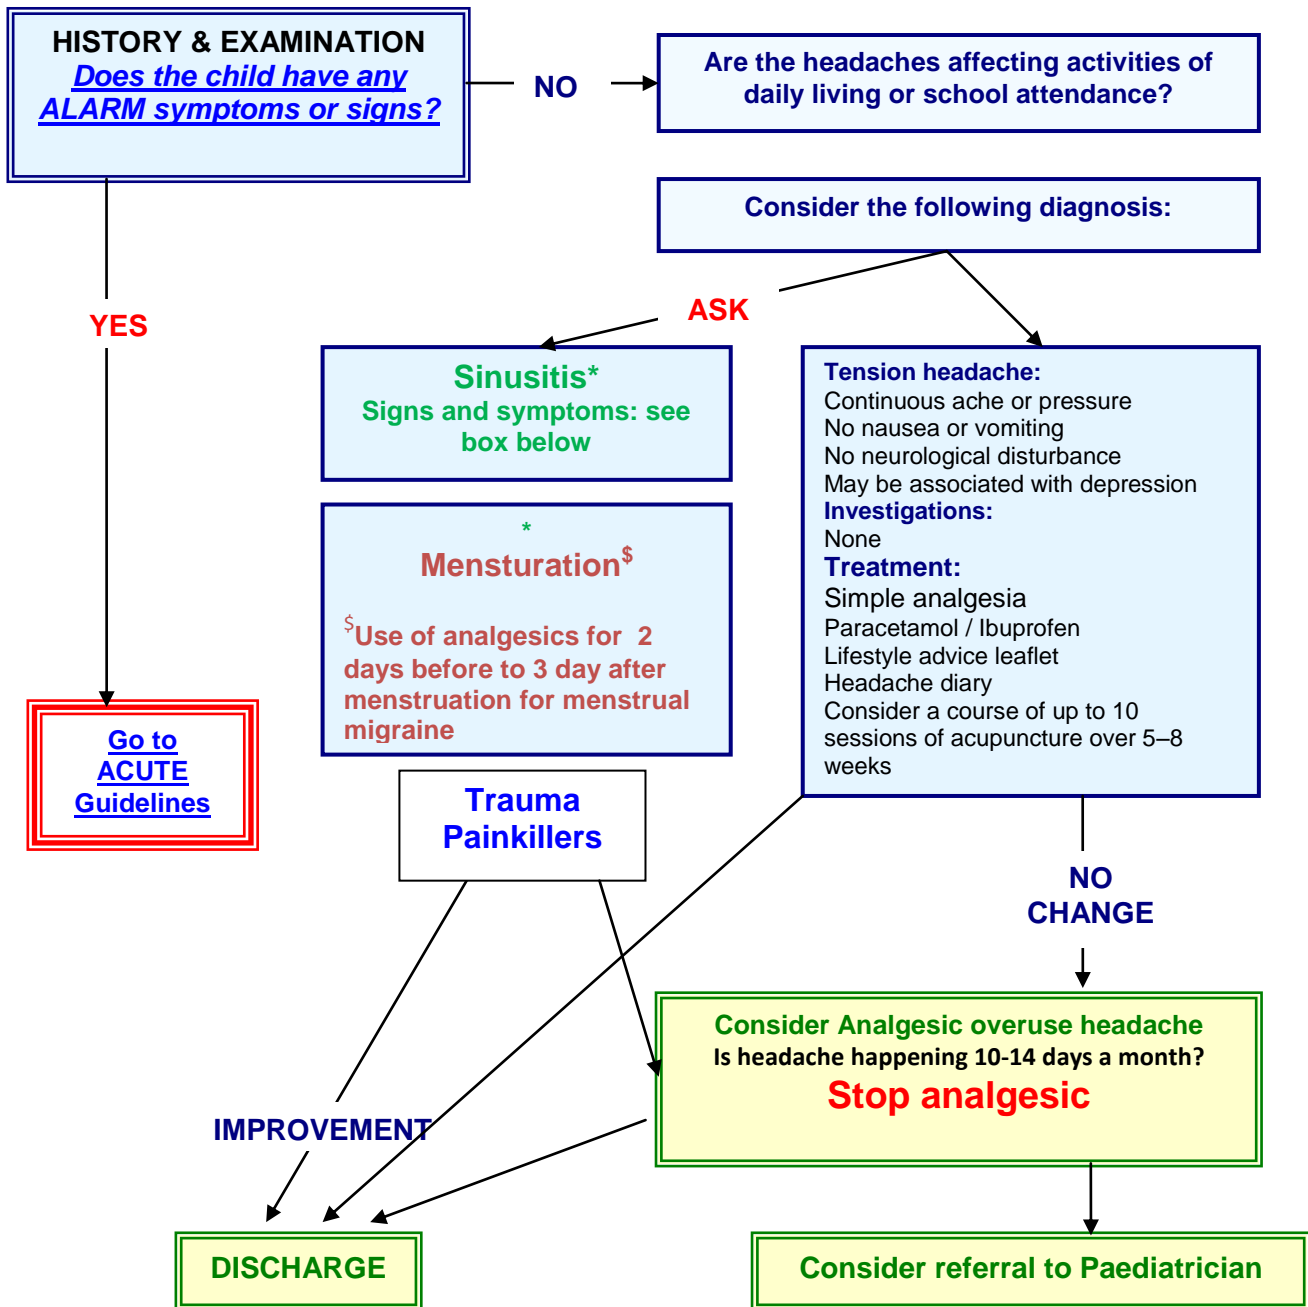 HISTORY & EXAMINATION
Does the child have any
ALARM symptoms or signs?
NO
Are the headaches affecting activities of
daily living or school attendance?
Consider the following diagnosis:
YES
ASK
Sinusitis*
Signs and symptoms: see
box below
*
Mensturation$
$Use of analgesics for 2
days before to 3 day after
menstruation for menstrual
migraine
Trauma
Painkillers
Tension headache:
Continuous ache or pressure
No nausea or vomiting
No neurological disturbance
May be associated with depression
Investigations:
None
Treatment:
Simple analgesia
Paracetamol / Ibuprofen
Lifestyle advice leaflet
Headache diary
Consider a course of up to 10
sessions of acupuncture over 5–8
weeks
Go to
ACUTE
Guidelines
NO
CHANGE
Consider Analgesic overuse headache
Is headache happening 10-14 days a month?
Stop analgesic
IMPROVEMENT
DISCHARGE
Consider referral to Paediatrician